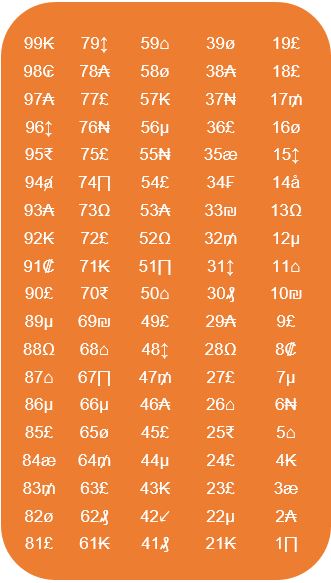 99₭ 79↨ 59⌂ 39ø 19£
98₢ 78₳ 58ø 38₳ 18£
97₳ 77£ 57₭ 37₦ 17₥
96↨ 76₦ 56µ 36£ 16ø
95₹ 75£ 55₦ 35æ 15↨
94ⱥ 74∏ 54£ 34₣ 14å
93₳ 73Ω 53₳ 33₪ 13Ω
92₭ 72£ 52Ω 32₥ 12µ
91₡ 71₭ 51∏ 31↨ 11⌂
90£ 70₹ 50⌂ 30₰ 10₪
89µ 69₪ 49£ 29₳ 9£
88Ω 68⌂ 48↨ 28Ω 8₡
87⌂ 67∏ 47₥ 27£ 7µ
86µ 66µ 46₳ 26⌂ 6₦
85£ 65ø 45£ 25₹ 5⌂
84æ 64₥ 44µ 24£ 4₭
83₥ 63£ 43₭ 23£ 3æ
82ø 62₰ 42↙ 22µ 2₳
81£ 61₭ 41₰ 21₭ 1∏